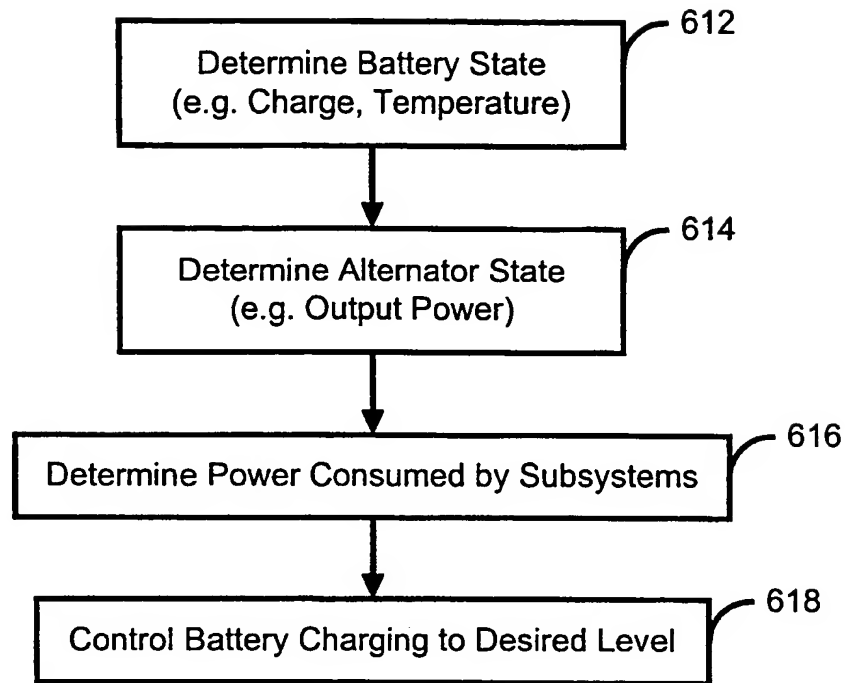 612
Determine Battery State
(e.g. Charge, Temperature)
614
Determine Alternator State
(e.g. Output Power)
616
Determine Power Consumed by Subsystems
618
Control Battery Charging to Desired Level